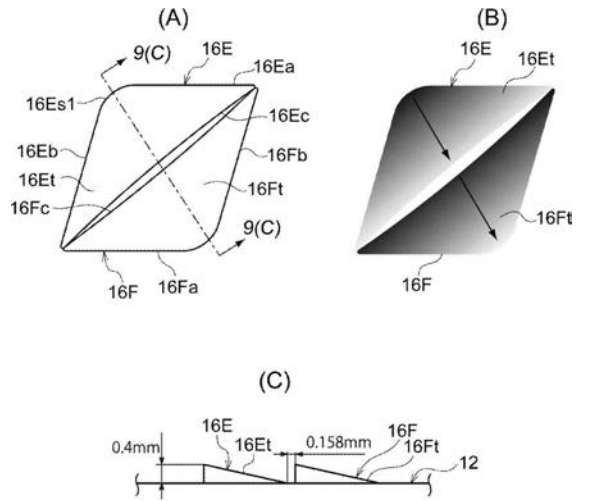 (A)
9(C)
16E
16Ea
16Es1
16Ec
16Eb
16Fb
16Et
16Ft
16Fc
9(C)
16F
16Fa
(B)
16E
16Et
16Ft
16F
(C)
16E
16Et
0.158mm
16F
16Ft
12
0.4mm